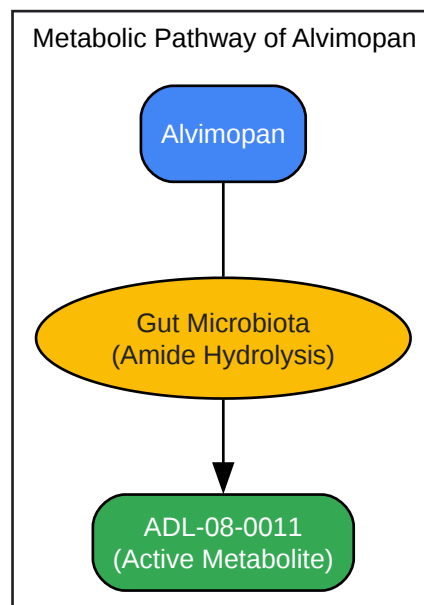 Metabolic Pathway of Alvimopan
Alvimopan
Gut Microbiota
(Amide Hydrolysis)
ADL-08-0011
(Active Metabolite)